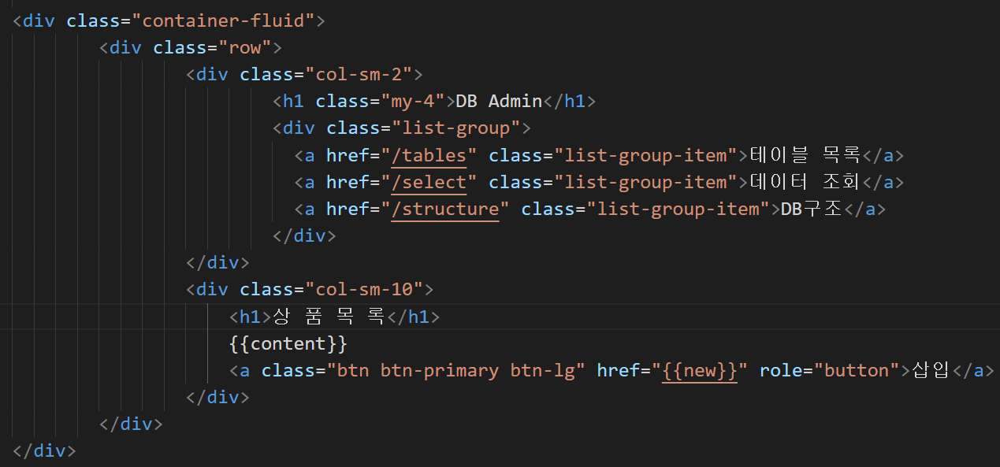 <div class="container-fluid">
<div class="row">
<div class="col-sm-2">
<h1 class="my-4">DB Admin</h1>
<div class="list-group">
<a href="/tables" class="list-group-item">테이블 목록</a>
<a href="/select" class="list-group-item">데이터 조회</a>
<a href="/structure" class="list-group-item">DB구조</a>
</div>
</div>
<div class="col-sm-10">
<h1>상 품 목 록</h1>
{{content}}
<a class="btn btn-primary btn-lg" href="{{new}}" role="button">삽입</a>
</div>
</div>
</div>